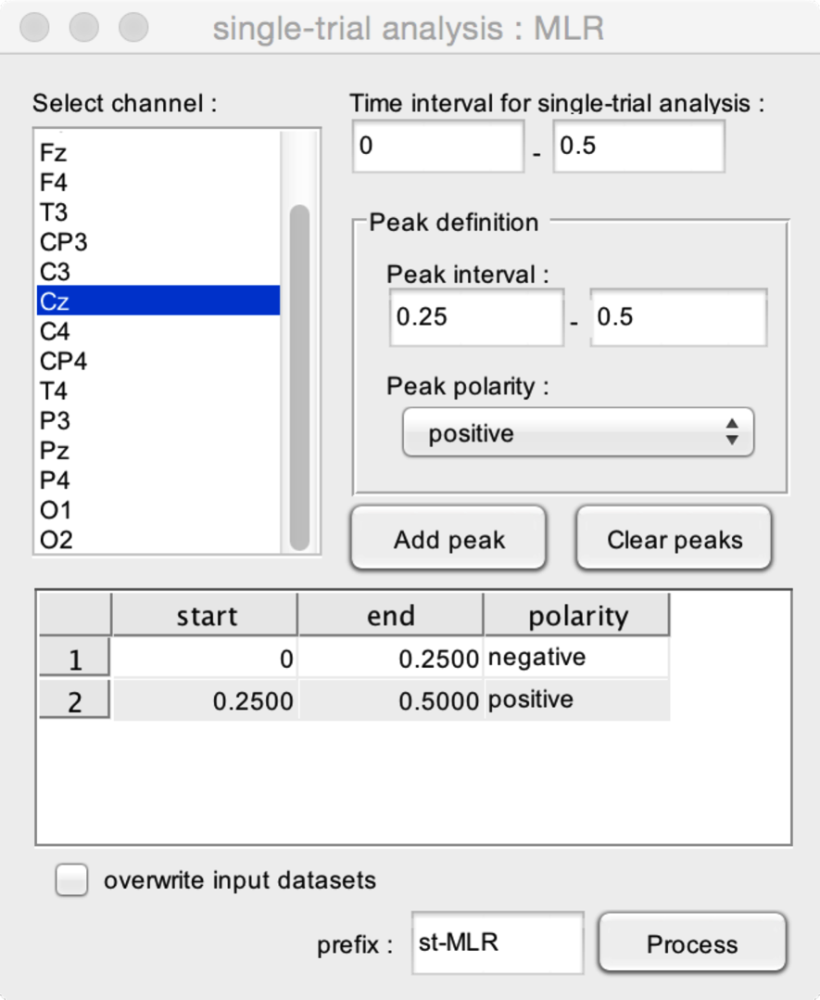 single-trial analysis : MLR
Select channel :
Fz
F4
T3
CP3
C3
Cz
C4
CP4
T4
P3
Pz
P4
O1
O2
Time interval for single-trial analysis :
0 - 0.5
Peak definition
Peak interval :
0.25 - 0.5
Peak polarity :
positive
Add peak Clear peaks
start end polarity
1 0 0.2500 negative
2 0.2500 0.5000 positive
overwrite input datasets
prefix : st-MLR Process